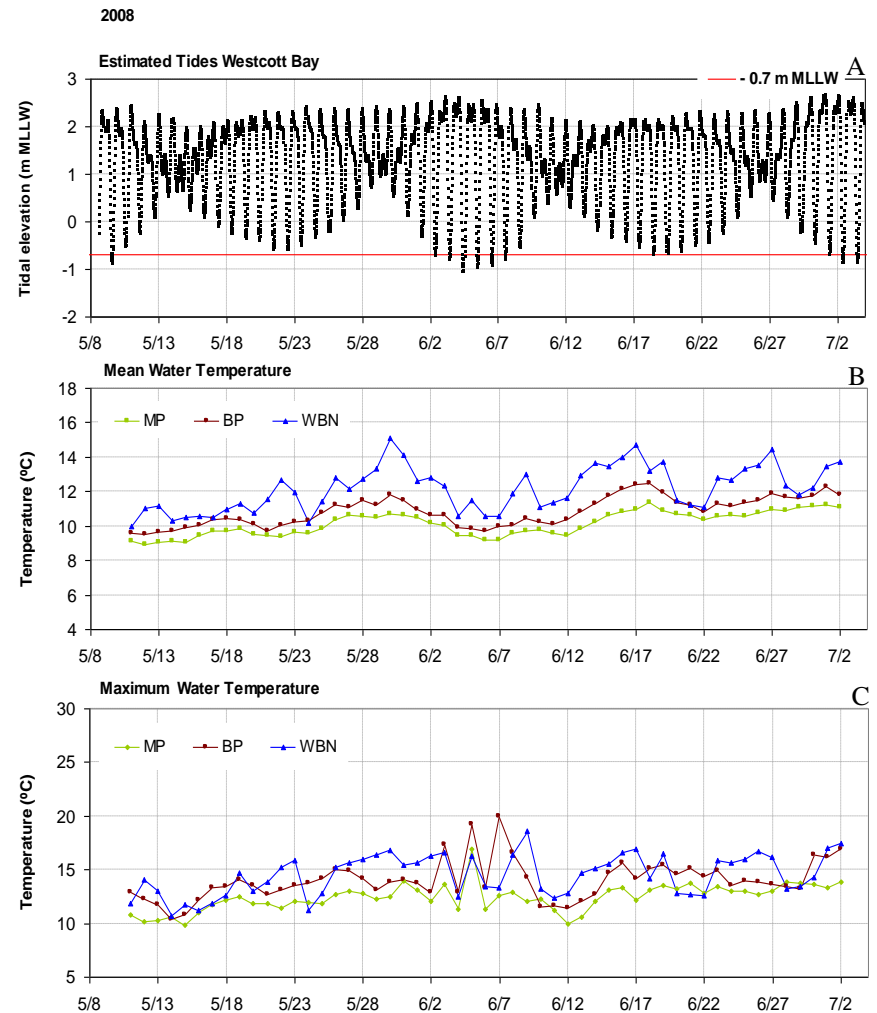 2008
Estimated Tides Westcott Bay
A
- 0.7 m MLLW
Tidal elevation (m MLLW)
3
2
1
0
-1
-2
5/8 5/13 5/18 5/23 5/28 6/2 6/7 6/12 6/17 6/22 6/27 7/2
Mean Water Temperature
B
MP BP WBN
Temperature (ºC)
18
16
14
12
10
8
6
4
5/8 5/13 5/18 5/23 5/28 6/2 6/7 6/12 6/17 6/22 6/27 7/2
Maximum Water Temperature
C
MP BP WBN
Temperature (ºC)
30
25
20
15
10
5
5/8 5/13 5/18 5/23 5/28 6/2 6/7 6/12 6/17 6/22 6/27 7/2